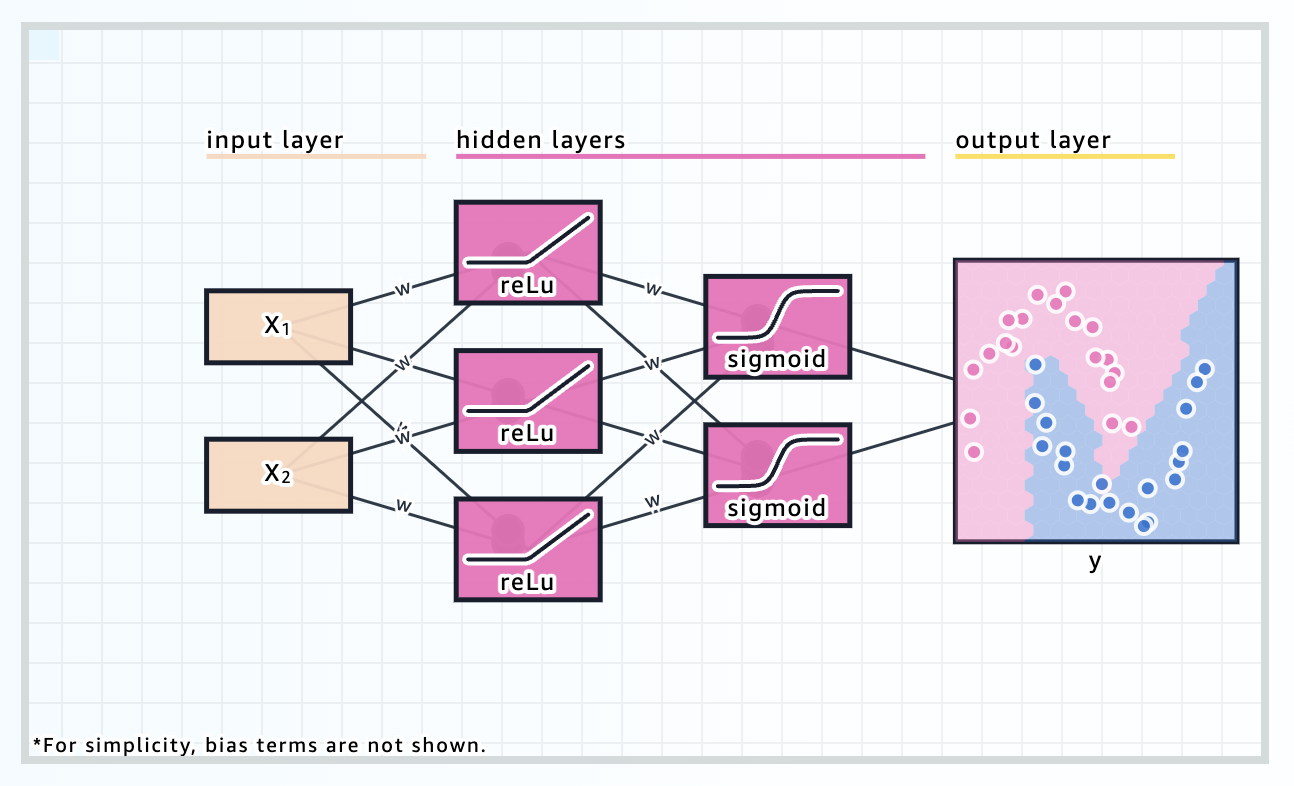 input layer
hidden layers
output layer
X₁
X₂
w
w
w
w
reLu
reLu
reLu
w
w
w
w
sigmoid
sigmoid
y
*For simplicity, bias terms are not shown.